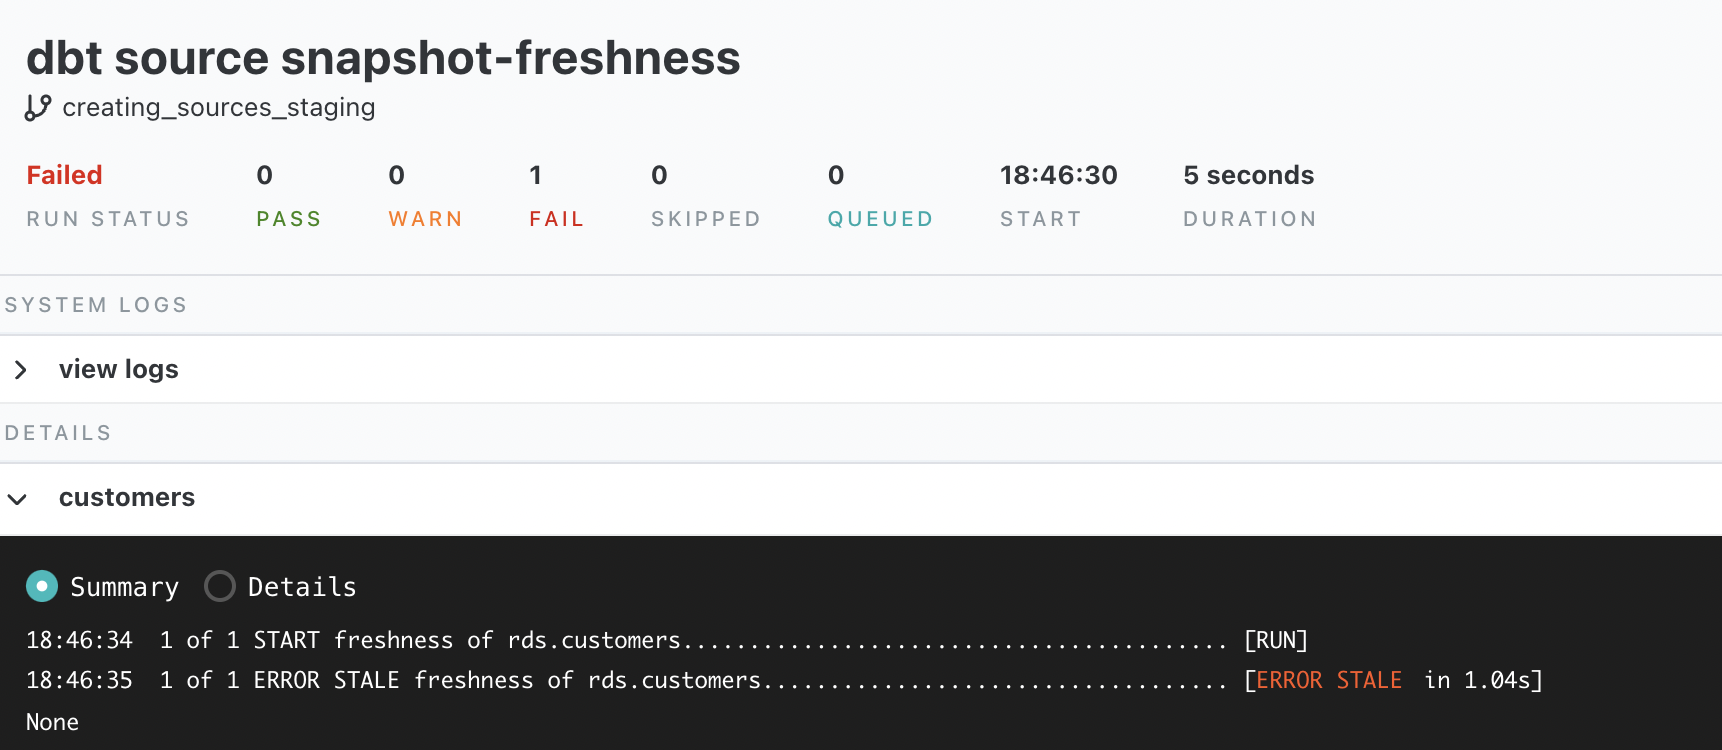 dbt source snapshot-freshness
creating_sources_staging
Failed 0 0 1 0 0 18:46:30 5 seconds
RUN STATUS PASS WARN FAIL SKIPPED QUEUED START DURATION
SYSTEM LOGS
view logs
DETAILS
customers
Summary Details
18:46:34 1 of 1 START freshness of rds.customers......................................... [RUN]
18:46:35 1 of 1 ERROR STALE freshness of rds.customers................................... [ERROR STALE in 1.04s]
None